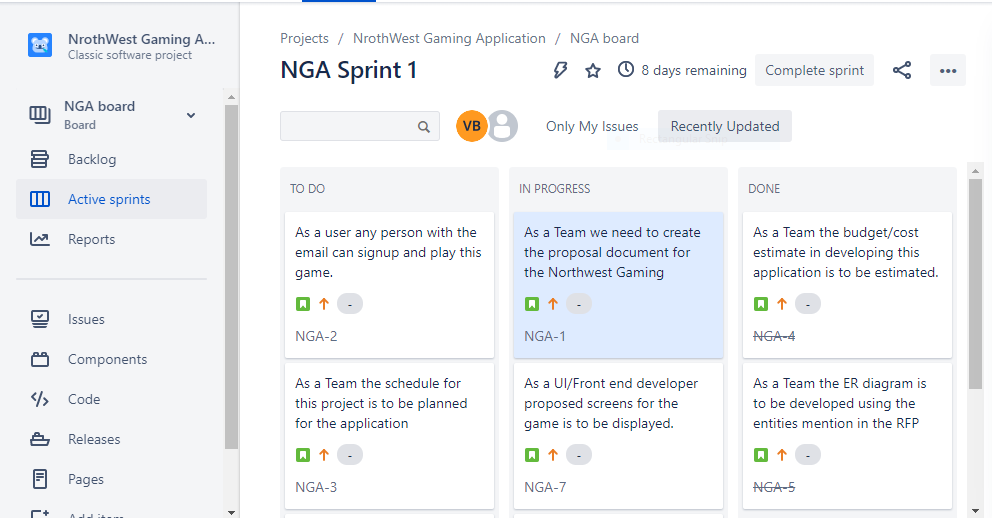 NrothWest Gaming A...
Classic software project
NGA board
Board
Backlog
Active sprints
Reports
Issues
Components
Code
Releases
Pages
Add item
Projects / NrothWest Gaming Application / NGA board
NGA Sprint 1
8 days remaining
Complete sprint
VB
Only My Issues
Recently Updated
TO DO
As a user any person with the
email can signup and play this
game.
-
NGA-2
As a Team the schedule for
this project is to be planned
for the application
-
NGA-3
IN PROGRESS
As a Team we need to create
the proposal document for
the Northwest Gaming
-
NGA-1
As a UI/Front end developer
proposed screens for the
game is to be displayed.
-
NGA-7
DONE
As a Team the budget/cost
estimate in developing this
application is to be estimated.
-
NGA-4
As a Team the ER diagram is
to be developed using the
entities mention in the RFP
-
NGA-5